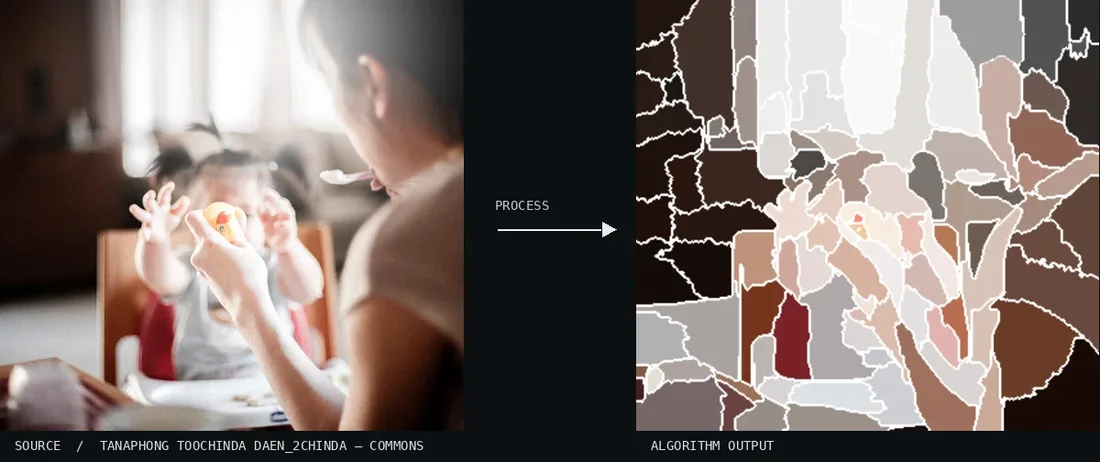 PROCESS
SOURCE / TANAPHONG TOOCHINDA DAEN_2CHINDA — COMMONS
ALGORITHM OUTPUT